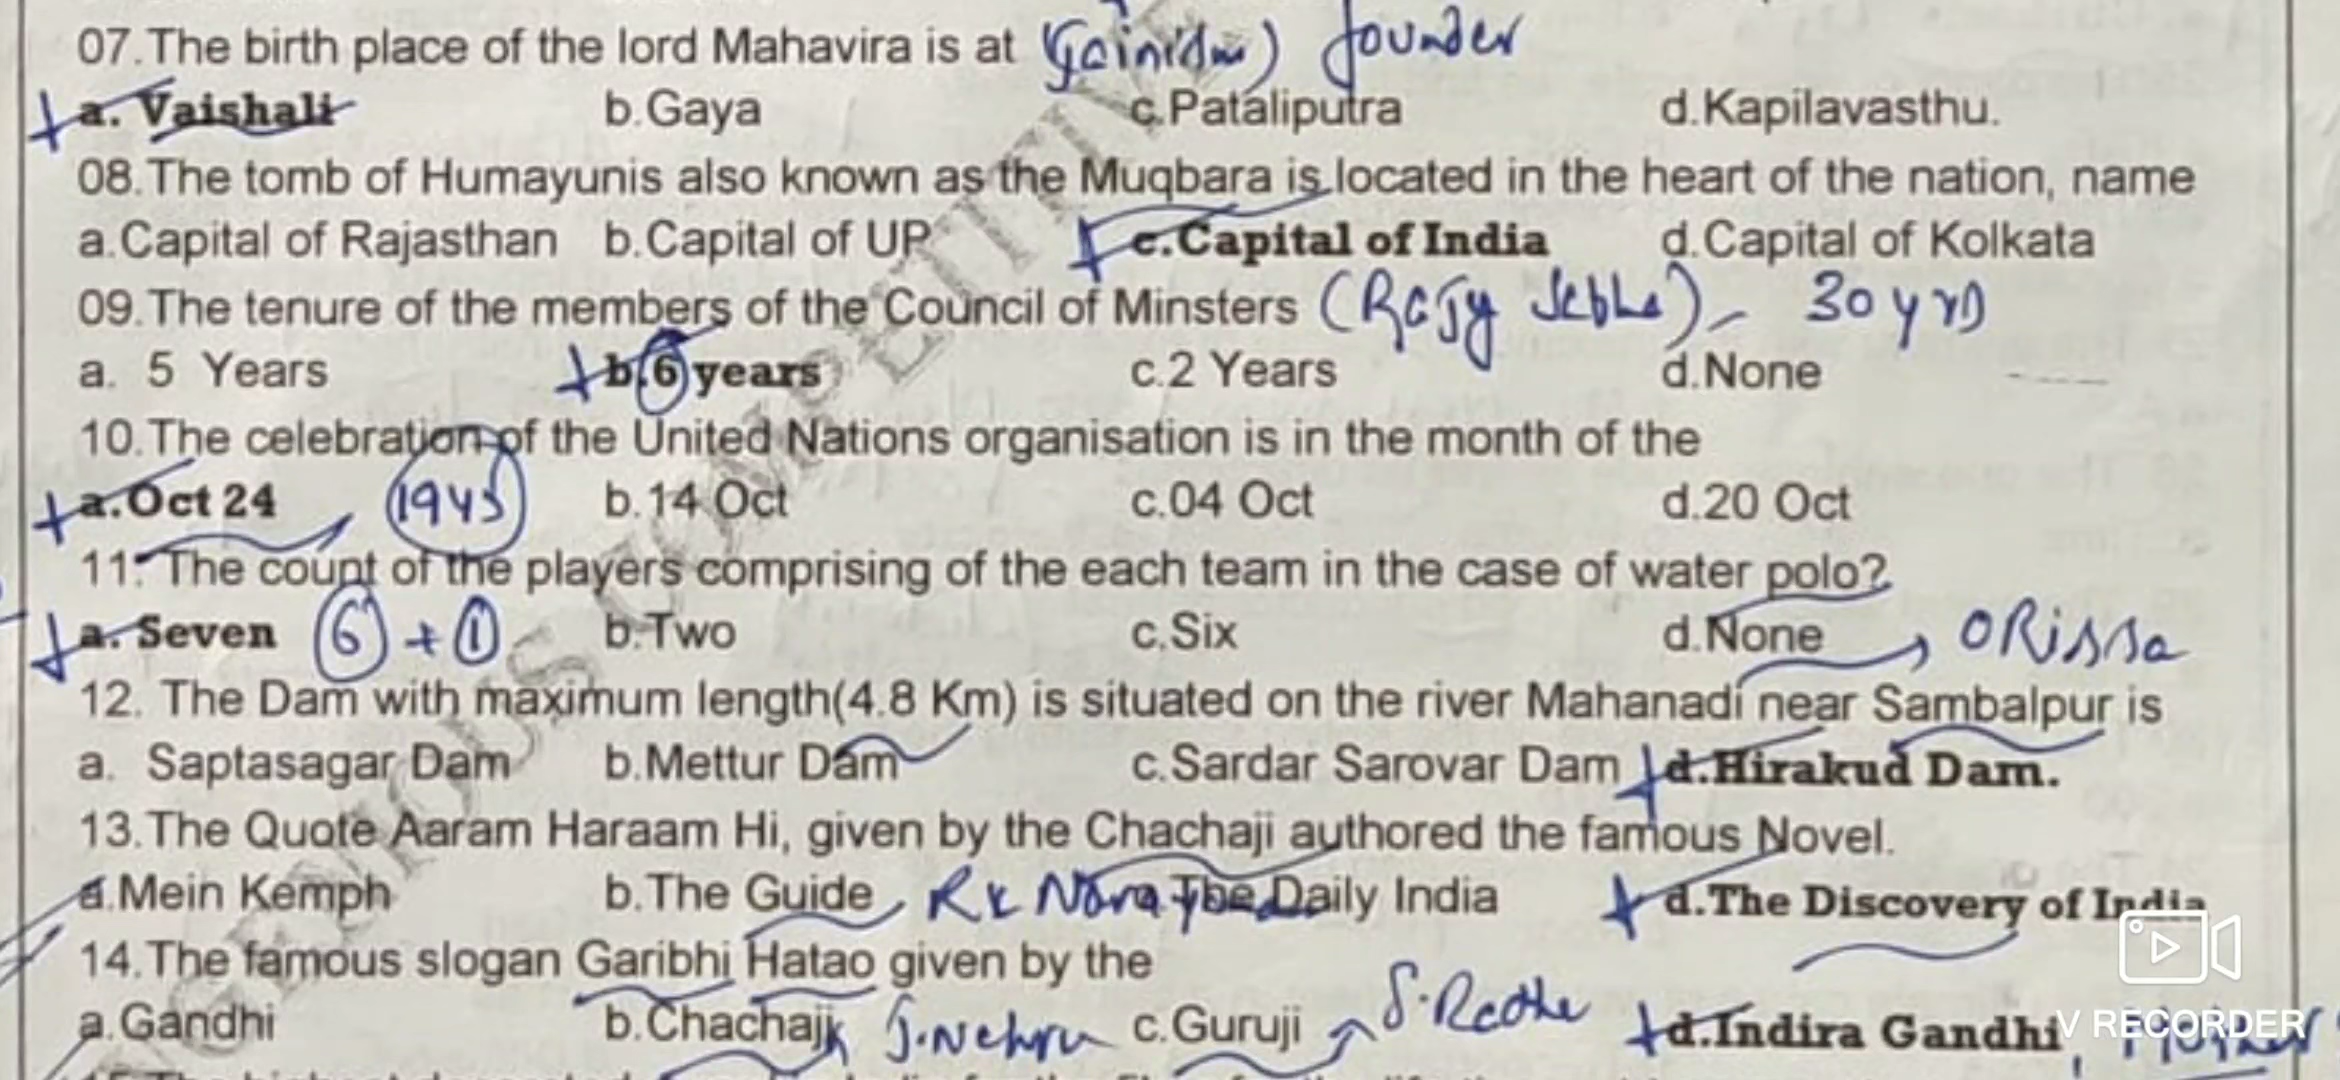 07.The birth place of the lord Mahavira is at (Jainism) founder
a. Vaishali b.Gaya c.Pataliputra d.Kapilavasthu.
08.The tomb of Humayunis also known as the Muqbara is located in the heart of the nation, name
a.Capital of Rajasthan b.Capital of UP c.Capital of India d.Capital of Kolkata
09.The tenure of the members of the Council of Minsters (Rajy Sabha) - 30 yrs
a. 5 Years b.6 years c.2 Years d.None
10.The celebration of the United Nations organisation is in the month of the
a.Oct 24 1945 b.14 Oct c.04 Oct d.20 Oct
11. The count of the players comprising of the each team in the case of water polo?
a. Seven 6 + 1 b.Two c.Six d.None ORissa
12. The Dam with maximum length(4.8 Km) is situated on the river Mahanadi near Sambalpur is
a. Saptasagar Dam b.Mettur Dam c.Sardar Sarovar Dam d.Hirakud Dam.
13.The Quote Aaram Haraam Hi, given by the Chachaji authored the famous Novel.
a.Mein Kemph b.The Guide RK The Daily India d.The Discovery of India
14.The famous slogan Garibhi Hatao given by the
a.Gandhi b.Chachaji J.Nehru c.Guruji S.Radha d.Indira Gandhi
V RECORDER
INGENIOUS COMPETITIVE